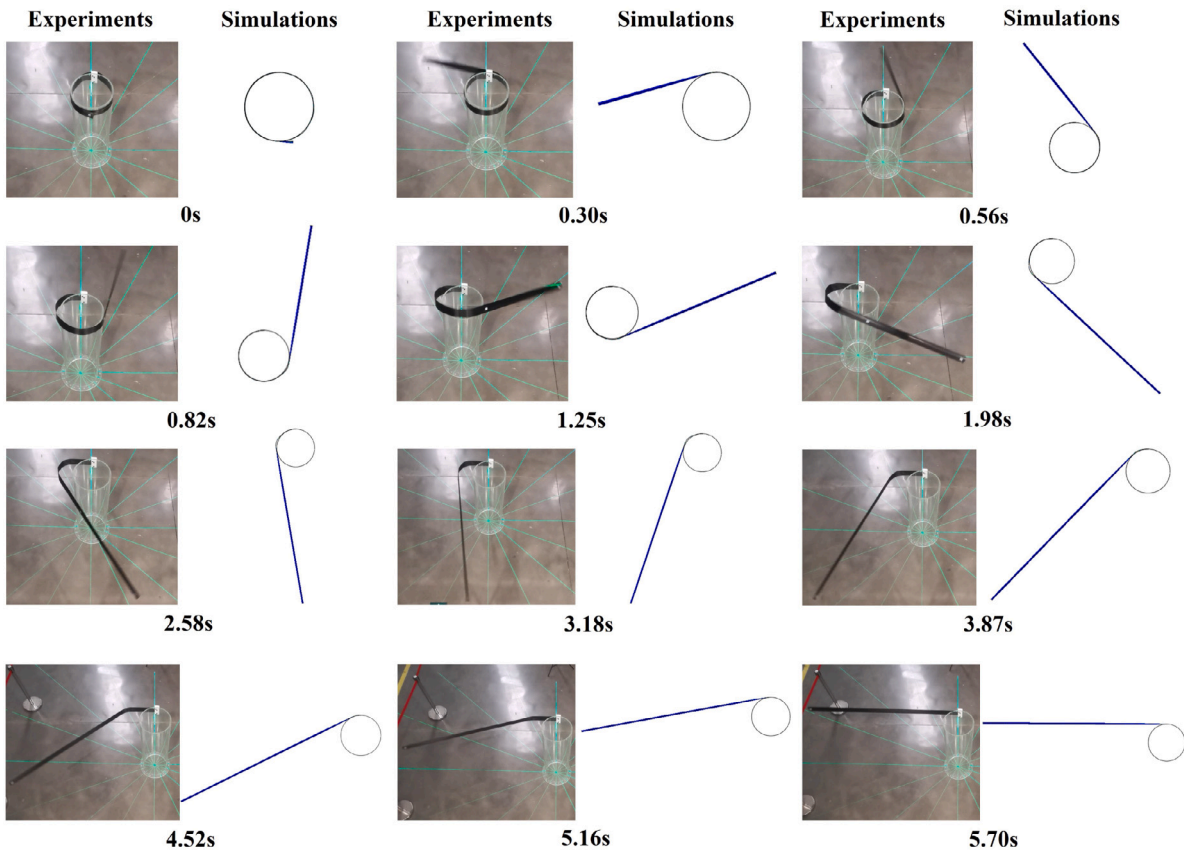 Experiments Simulations Experiments Simulations Experiments Simulations
0s 0.30s 0.56s
0.82s 1.25s 1.98s
2.58s 3.18s 3.87s
4.52s 5.16s 5.70s